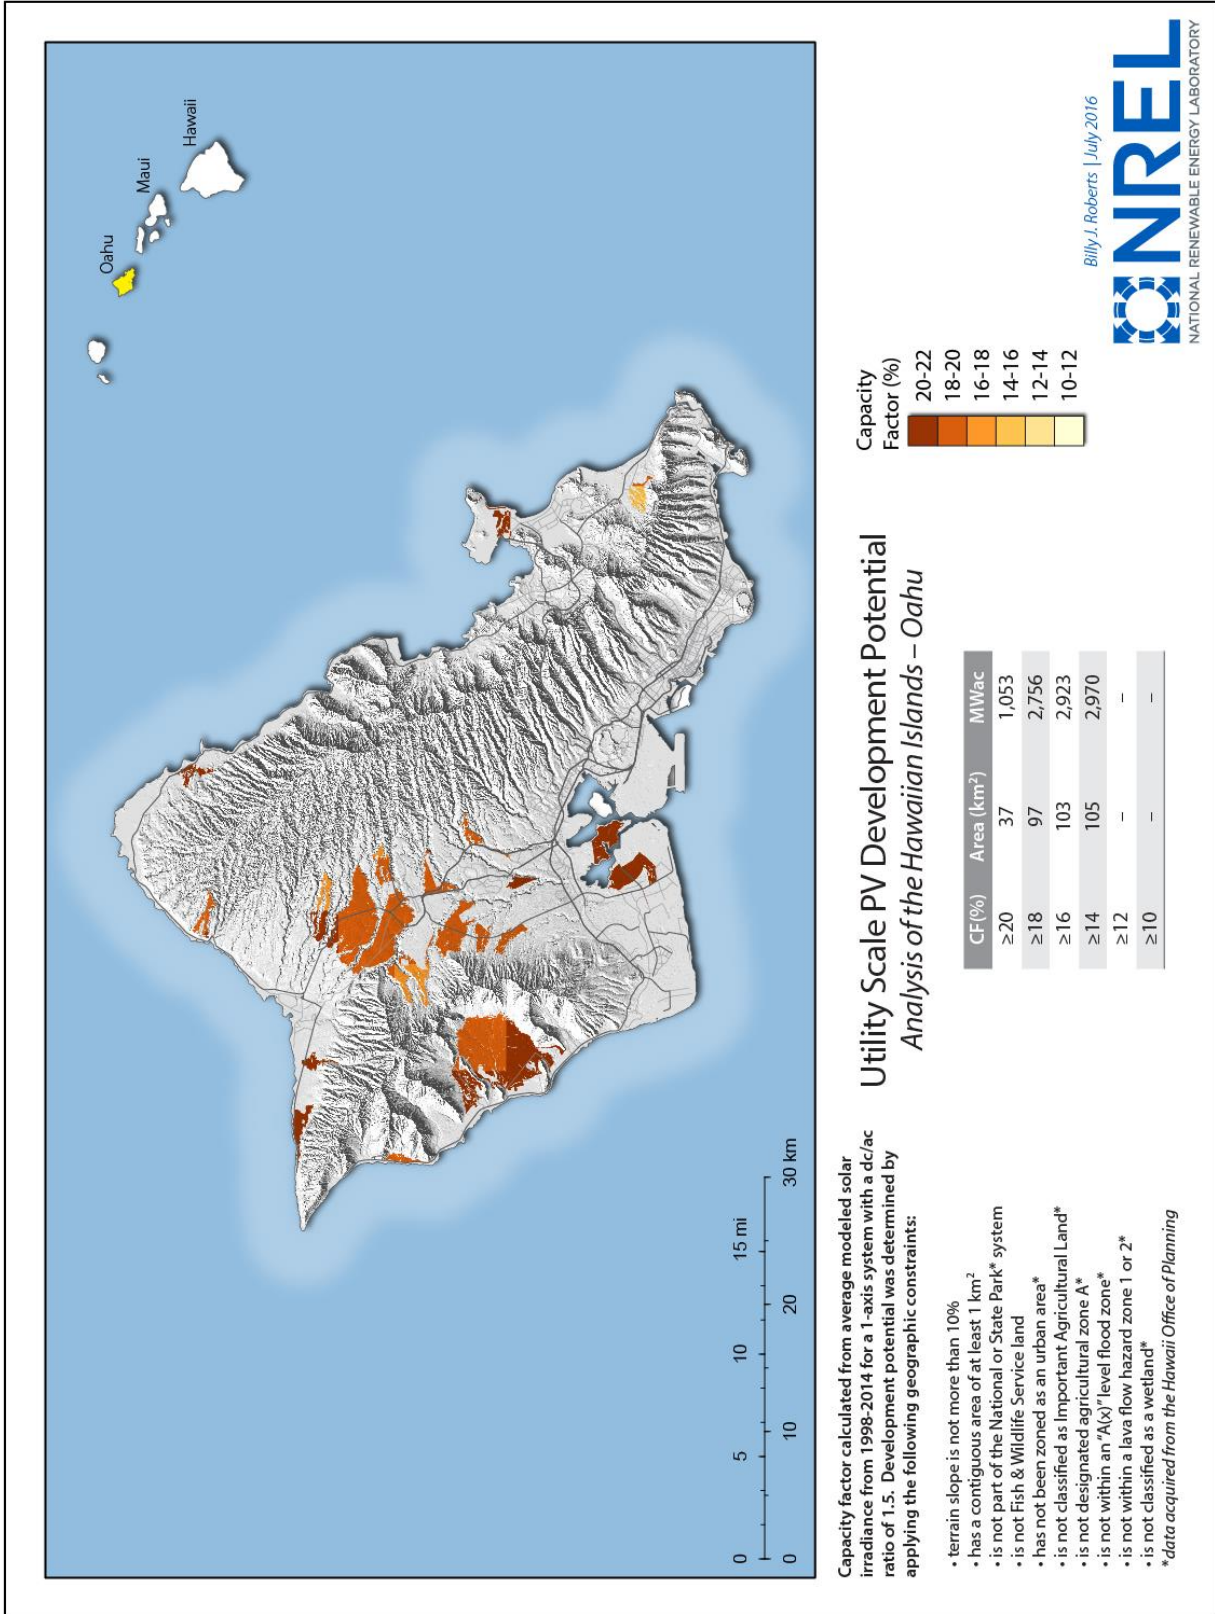 Oahu
Maui
Hawaii
0 5 10 15 mi
0 10 20 30 km
Capacity factor calculated from average modeled solar
irradiance from 1998-2014 for a 1-axis system with a dc/ac
ratio of 1.5. Development potential was determined by
applying the following geographic constraints:
• terrain slope is not more than 10%
• has a contiguous area of at least 1 km²
• is not part of the National or State Park* system
• is not Fish & Wildlife Service land
• has not been zoned as an urban area*
• is not classified as Important Agricultural Land*
• is not designated agricultural zone A*
• is not within an "A(x)" level flood zone*
• is not within a lava flow hazard zone 1 or 2*
• is not classified as a wetland*
*data acquired from the Hawaii Office of Planning
Utility Scale PV Development Potential
Analysis of the Hawaiian Islands – Oahu
CF(%) Area (km²) MWac
≥20 37 1,053
≥18 97 2,756
≥16 103 2,923
≥14 105 2,970
≥12 – –
≥10 – –
Capacity
Factor (%)
20-22
18-20
16-18
14-16
12-14
10-12
Billy J. Roberts | July 2016
NREL
NATIONAL RENEWABLE ENERGY LABORATORY